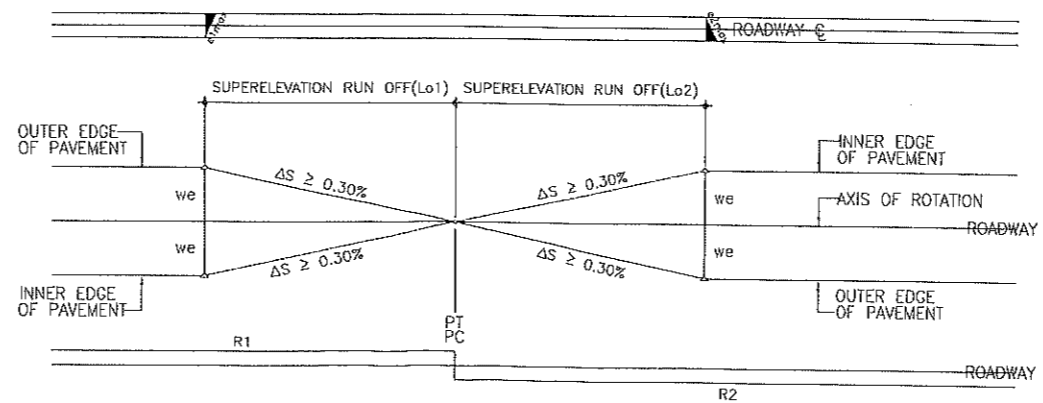 e1max
e2max
ROADWAY ℄
SUPERELEVATION RUN OFF(Lo1)
SUPERELEVATION RUN OFF(Lo2)
OUTER EDGE
OF PAVEMENT
INNER EDGE
OF PAVEMENT
ΔS ≥ 0.30%
ΔS ≥ 0.30%
we
we
AXIS OF ROTATION
ROADWAY
we
we
ΔS ≥ 0.30%
ΔS ≥ 0.30%
INNER EDGE
OF PAVEMENT
OUTER EDGE
OF PAVEMENT
PT
PC
R1
ROADWAY
R2